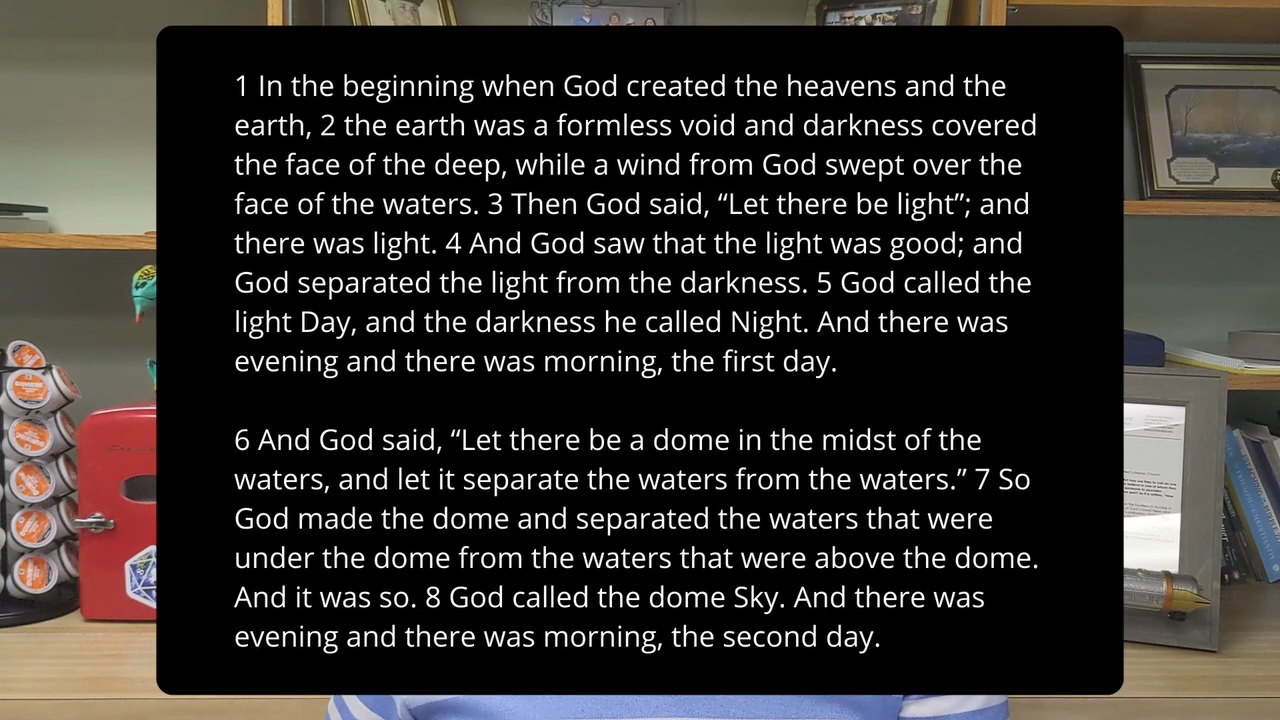 1 In the beginning when God created the heavens and the
earth, 2 the earth was a formless void and darkness covered
the face of the deep, while a wind from God swept over the
face of the waters. 3 Then God said, “Let there be light”; and
there was light. 4 And God saw that the light was good; and
God separated the light from the darkness. 5 God called the
light Day, and the darkness he called Night. And there was
evening and there was morning, the first day.
6 And God said, “Let there be a dome in the midst of the
waters, and let it separate the waters from the waters.” 7 So
God made the dome and separated the waters that were
under the dome from the waters that were above the dome.
And it was so. 8 God called the dome Sky. And there was
evening and there was morning, the second day.